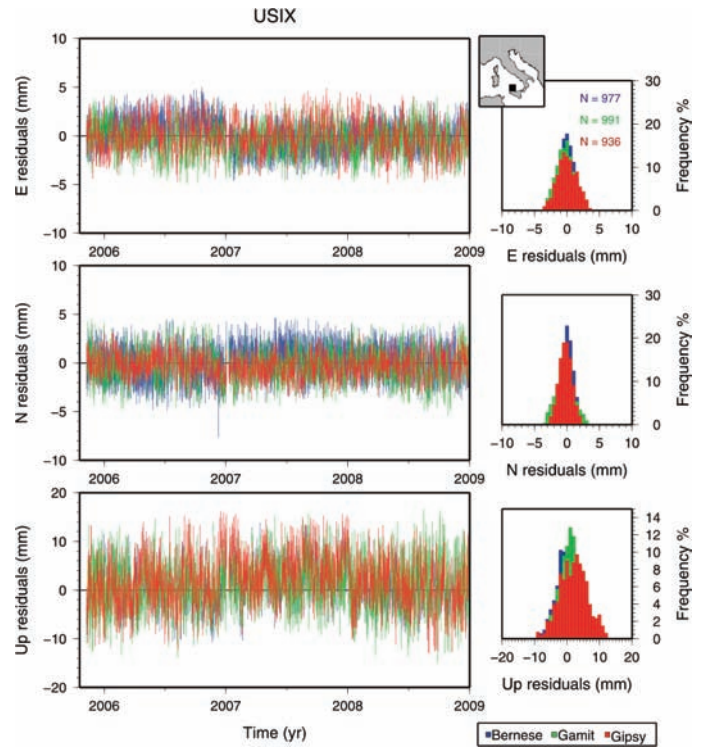 USIX
E residuals (mm)
10
5
0
−5
−10
2006 2007 2008 2009
N = 977
N = 991
N = 936
30
20
10
0
Frequency %
−10 −5 0 5 10
E residuals (mm)
N residuals (mm)
10
5
0
−5
−10
2006 2007 2008 2009
30
20
10
0
Frequency %
−10 −5 0 5 10
N residuals (mm)
Up residuals (mm)
20
10
0
−10
−20
2006 2007 2008 2009
Time (yr)
14
12
10
8
6
4
2
0
Frequency %
−20 −10 0 10 20
Up residuals (mm)
Bernese Gamit Gipsy